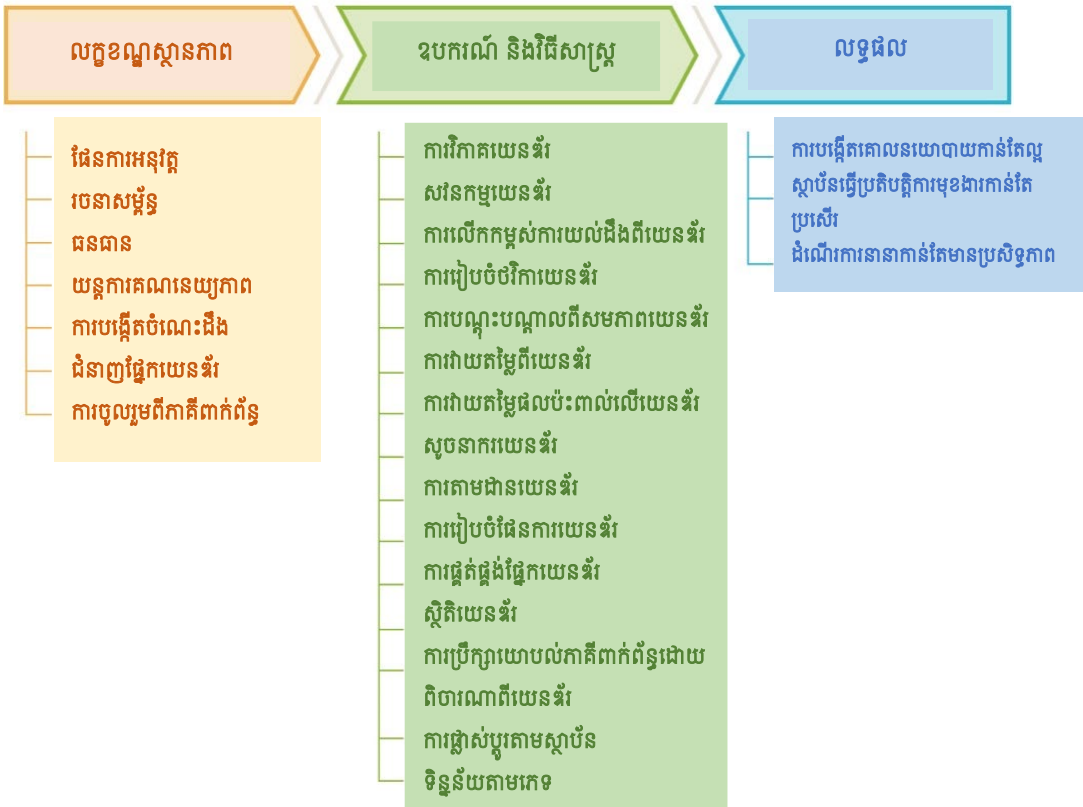 លក្ខខណ្ឌស្ថានភាព
ឧបករណ៍ និងវិធីសាស្ត្រ
លទ្ធផល
ផែនការអនុវត្ត
រចនាសម្ព័ន្ធ
ធនធាន
យន្តការគណនេយ្យភាព
ការបង្កើតចំណេះដឹង
ជំនាញផ្នែកយេនឌ័រ
ការចូលរួមពីភាគីពាក់ព័ន្ធ
ការវិភាគយេនឌ័រ
សវនកម្មយេនឌ័រ
ការលើកកម្ពស់ការយល់ដឹងពីយេនឌ័រ
ការរៀបចំថវិកាយេនឌ័រ
ការបណ្តុះបណ្តាលពីសមភាពយេនឌ័រ
ការវាយតម្លៃពីយេនឌ័រ
ការវាយតម្លៃផលប៉ះពាល់លើយេនឌ័រ
សូចនាករយេនឌ័រ
ការតាមដានយេនឌ័រ
ការរៀបចំផែនការយេនឌ័រ
ការផ្គត់ផ្គង់ផ្នែកយេនឌ័រ
ស្ថិតិយេនឌ័រ
ការប្រឹក្សាយោបល់ភាគីពាក់ព័ន្ធដោយ
ពិចារណាពីយេនឌ័រ
ការផ្លាស់ប្តូរតាមស្ថាប័ន
ទិន្នន័យតាមភេទ
ការបង្កើតគោលនយោបាយកាន់តែល្អ
ស្ថាប័នធ្វើប្រតិបត្តិការមុខងារកាន់តែ
ប្រសើរ
ដំណើរការនានាកាន់តែមានប្រសិទ្ធភាព